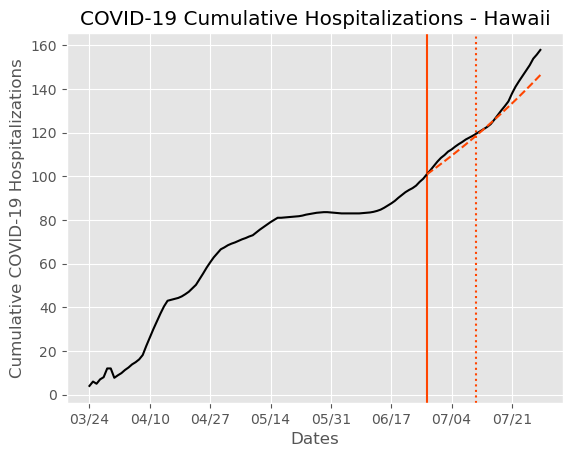 COVID-19 Cumulative Hospitalizations - Hawaii
Cumulative COVID-19 Hospitalizations
160
140
120
100
80
60
40
20
0
03/24 04/10 04/27 05/14 05/31 06/17 07/04 07/21
Dates